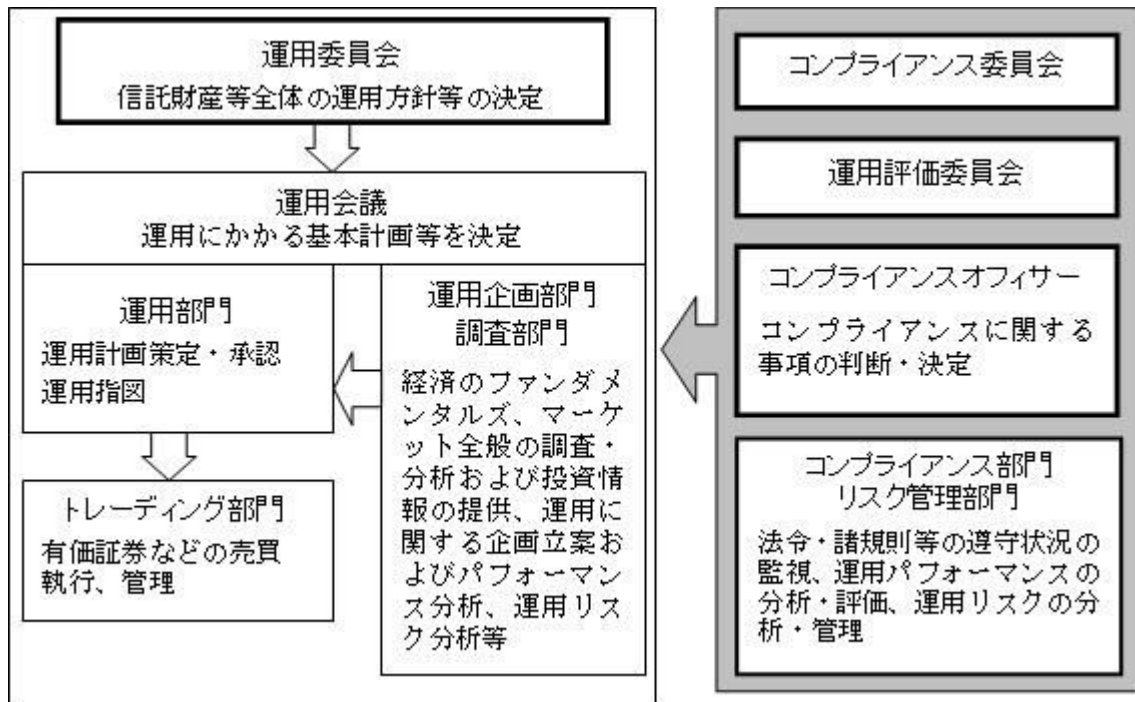 運用委員会
信託財産等全体の運用方針等の決定
運用会議
運用にかかる基本計画等を決定
運用部門
運用計画策定・承認
運用指図
運用企画部門
調査部門
経済のファンダメ
ンタルズ、マーケ
ット全般の調査・
分析および投資情
報の提供、運用に
関する企画立案お
よびパフォーマン
ス分析、運用リス
ク分析等
トレーディング部門
有価証券などの売買
執行、管理
コンプライアンス委員会
運用評価委員会
コンプライアンスオフィサー
コンプライアンスに関する
事項の判断・決定
コンプライアンス部門
リスク管理部門
法令・諸規則等の遵守状況の
監視、運用パフォーマンスの
分析・評価、運用リスクの分
析・管理